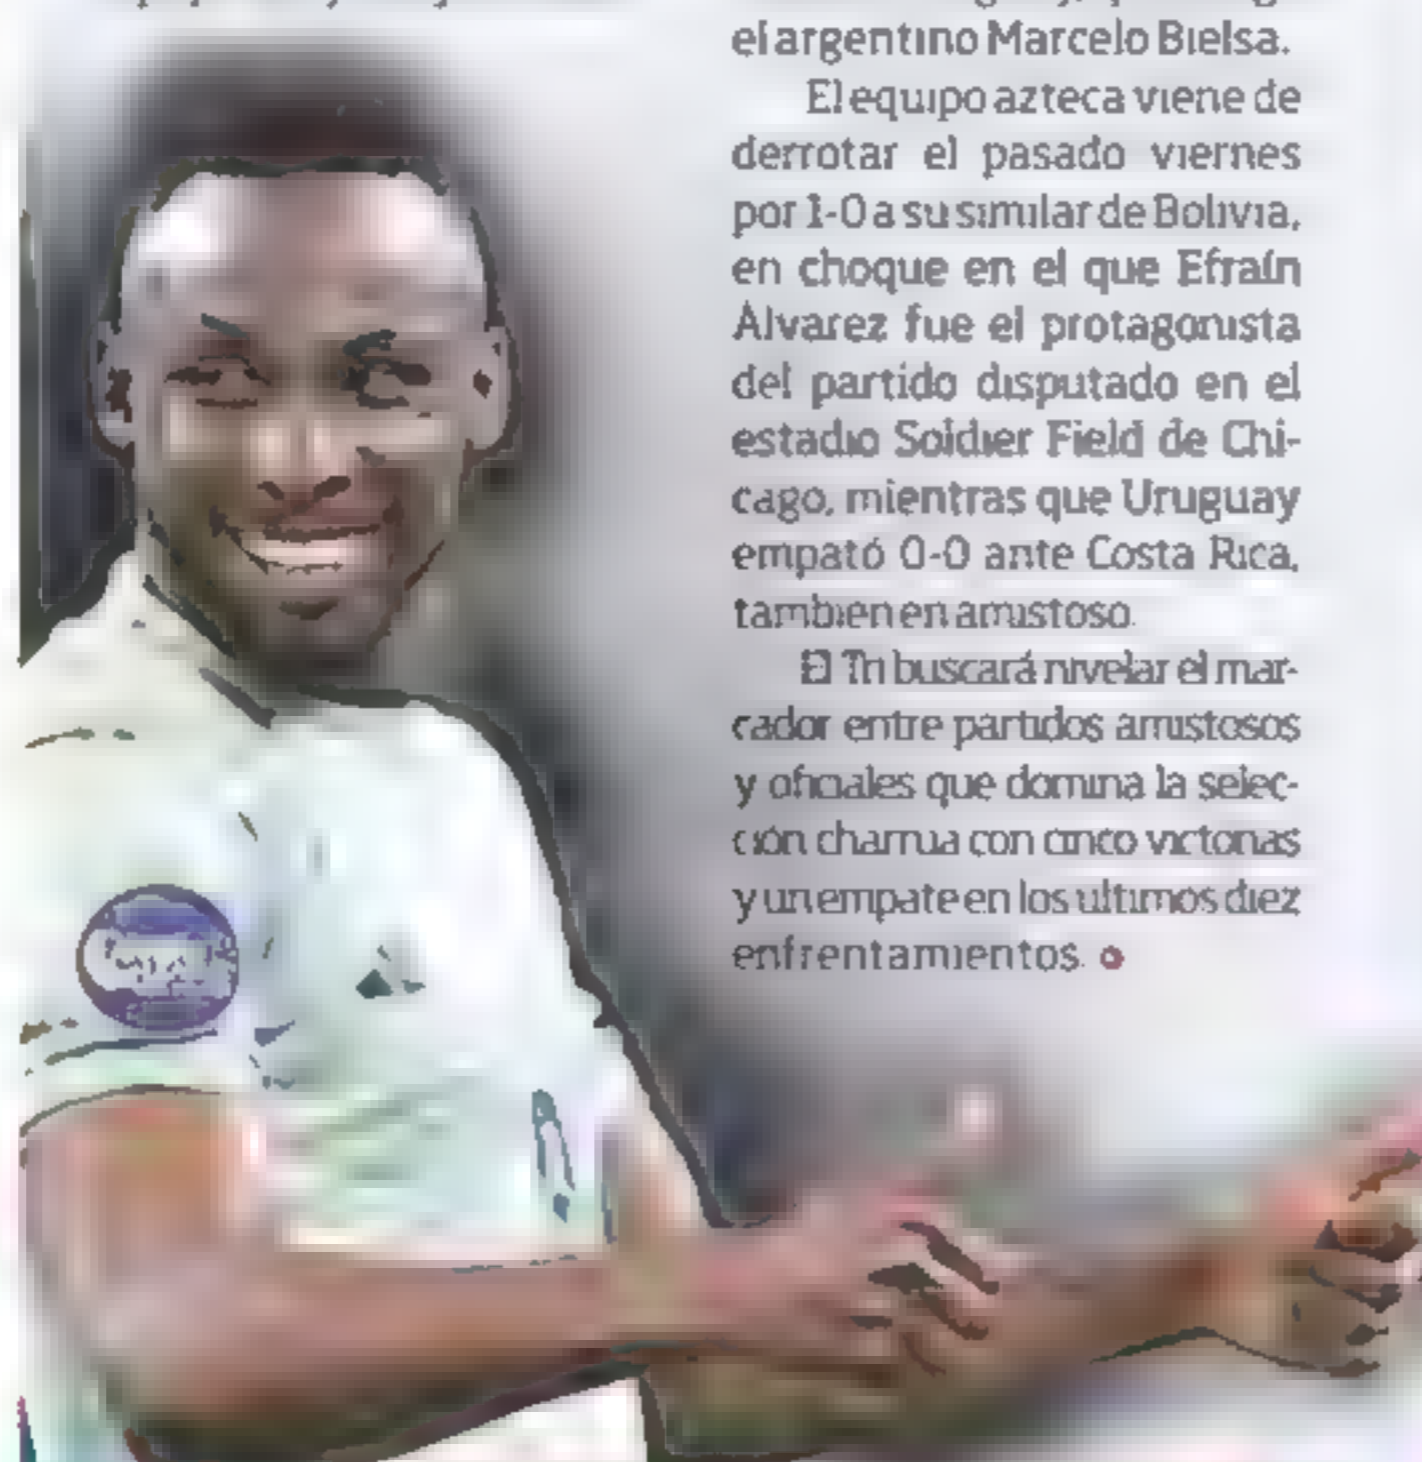 el argentino Marcelo Bielsa.
El equipo azteca viene de
derrotar el pasado viernes
por 1-0 a su similar de Bolivia,
en choque en el que Efraín
Álvarez fue el protagonista
del partido disputado en el
estadio Soldier Field de Chi-
cago, mientras que Uruguay
empató 0-0 ante Costa Rica,
también en amistoso.
El Tri buscará nivelar el mar-
cador entre partidos amistosos
y oficiales que domina la selec-
ción charrúa con cinco victorias
y un empate en los últimos diez
enfrentamientos.